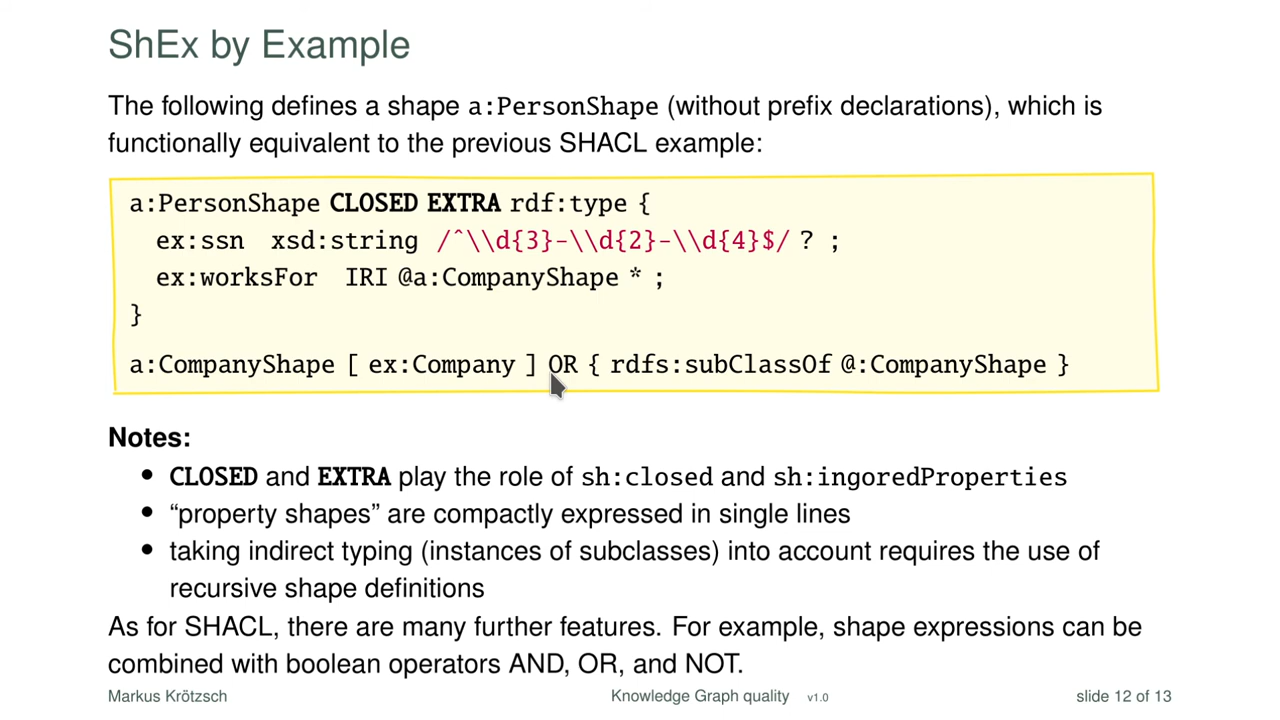 ShEx by Example
The following defines a shape a:PersonShape (without prefix declarations), which is
functionally equivalent to the previous SHACL example:
a:PersonShape CLOSED EXTRA rdf:type {
ex:ssn xsd:string /^\\d{3}-\\d{2}-\\d{4}$/ ? ;
ex:worksFor IRI @a:CompanyShape * ;
}
a:CompanyShape [ ex:Company ] OR { rdfs:subClassOf @:CompanyShape }
Notes:
• CLOSED and EXTRA play the role of sh:closed and sh:ingoredProperties
• “property shapes” are compactly expressed in single lines
• taking indirect typing (instances of subclasses) into account requires the use of
recursive shape definitions
As for SHACL, there are many further features. For example, shape expressions can be
combined with boolean operators AND, OR, and NOT.
Markus Krötzsch Knowledge Graph quality v1.0 slide 12 of 13